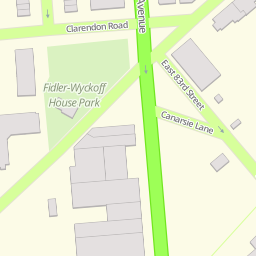 Avenue
Clarendon Road
Fidler-Wyckoff
House Park
East 83rd Street
Canarsie Lane